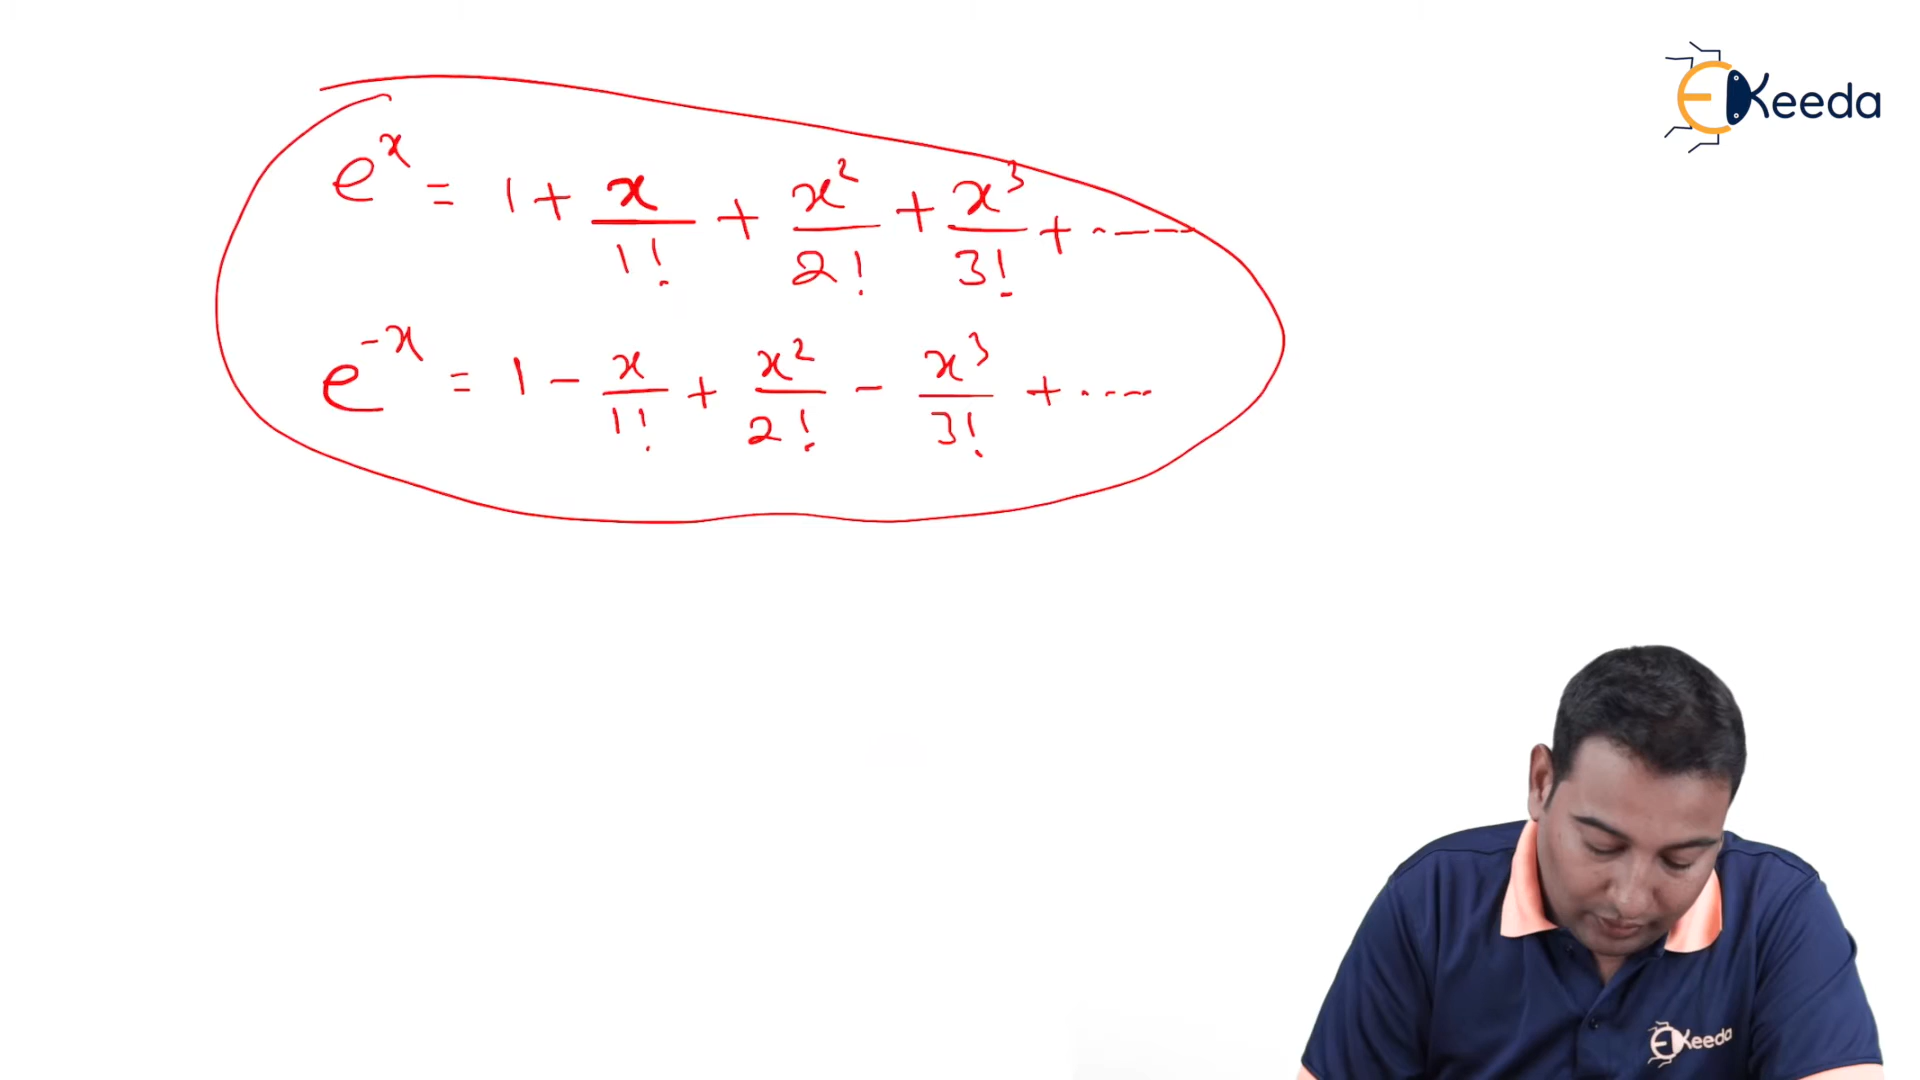 EKeeda
e^x = 1 + x/1! + x^2/2! + x^3/3! + ·----
e^-x = 1 - x/1! + x^2/2! - x^3/3! + ·----
EKeeda